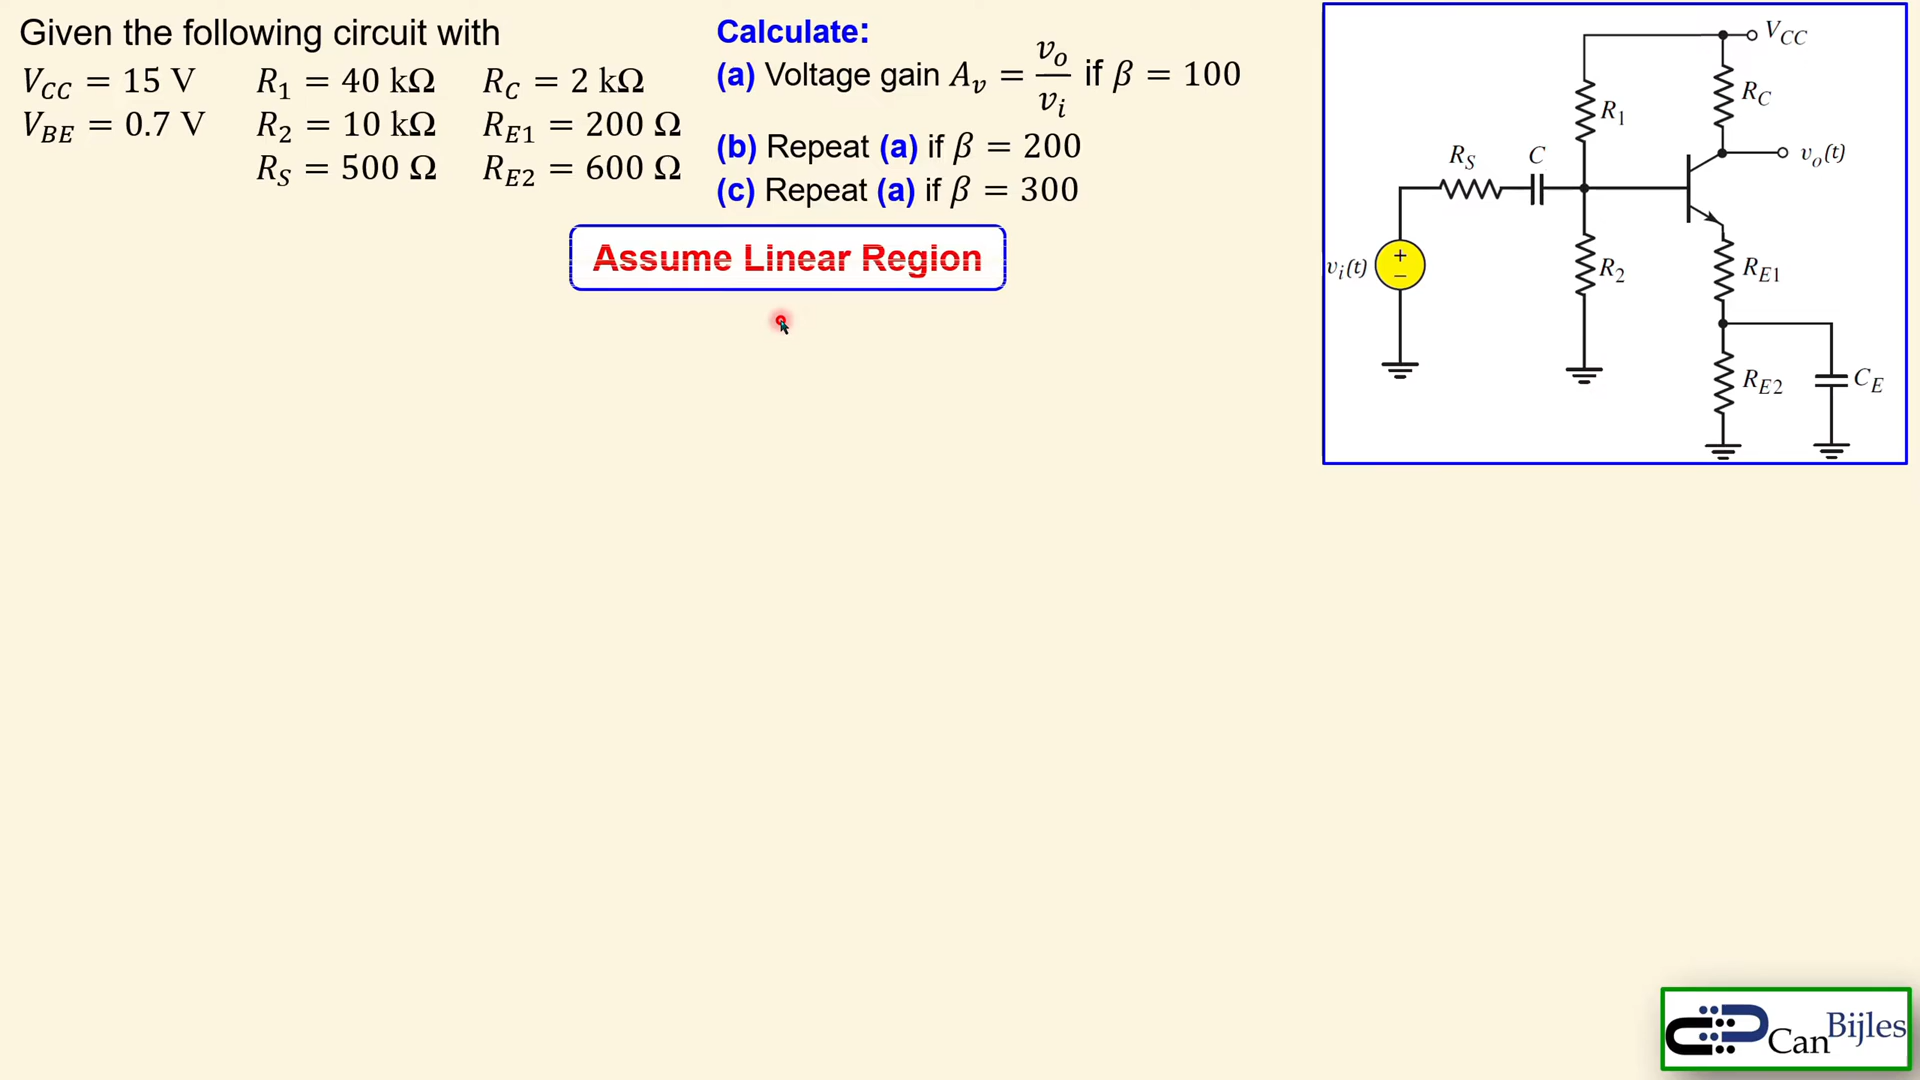 Given the following circuit with
V_CC = 15 V R_1 = 40 kΩ R_C = 2 kΩ
V_BE = 0.7 V R_2 = 10 kΩ R_E1 = 200 Ω
R_S = 500 Ω R_E2 = 600 Ω
Calculate:
(a) Voltage gain A_v = v_o/v_i if β = 100
(b) Repeat (a) if β = 200
(c) Repeat (a) if β = 300
Assume Linear Region
V_CC
R_C
R_1
R_S
C
v_o(t)
v_i(t)
R_2
R_E1
R_E2
C_E
Can Bijles